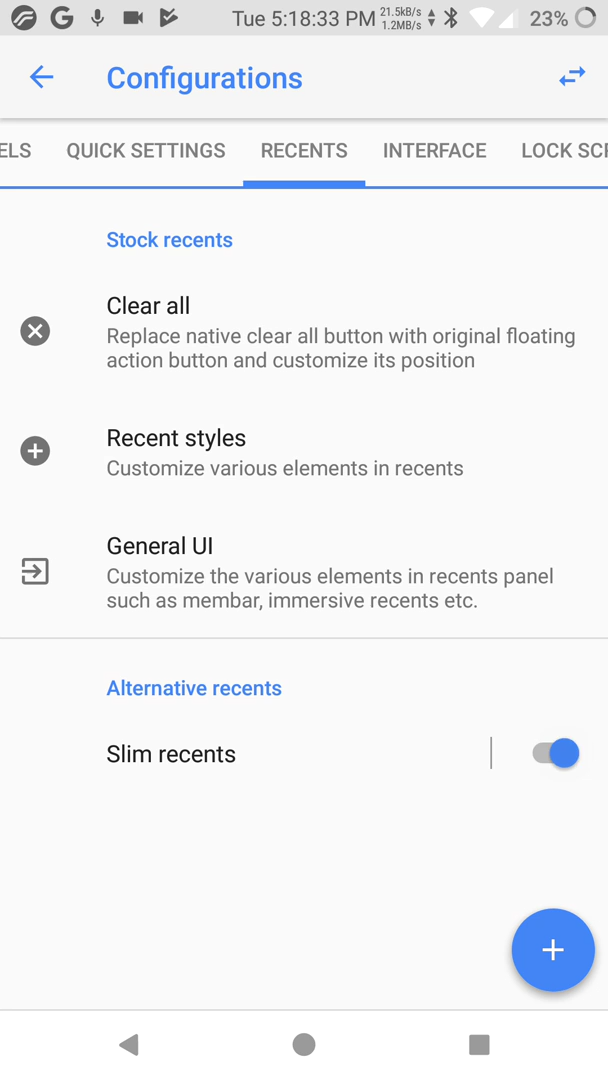 Tue 5:18:33 PM 21.5kB/s 1.2MB/s 23%
Configurations
ELS QUICK SETTINGS RECENTS INTERFACE LOCK SCR
Stock recents
Clear all
Replace native clear all button with original floating
action button and customize its position
Recent styles
Customize various elements in recents
General UI
Customize the various elements in recents panel
such as membar, immersive recents etc.
Alternative recents
Slim recents